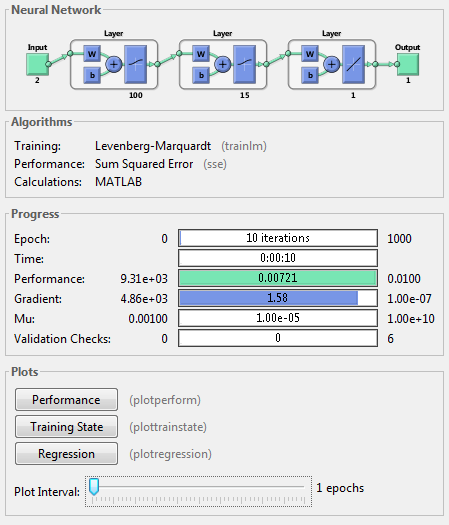 Neural Network
Layer Layer Layer
Input W W W Output
b + b + b +
2 100 15 1 1
Algorithms
Training: Levenberg-Marquardt (trainlm)
Performance: Sum Squared Error (sse)
Calculations: MATLAB
Progress
Epoch: 0 10 iterations 1000
Time: 0:00:10
Performance: 9.31e+03 0.00721 0.0100
Gradient: 4.86e+03 1.58 1.00e-07
Mu: 0.00100 1.00e-05 1.00e+10
Validation Checks: 0 0 6
Plots
Performance (plotperform)
Training State (plottrainstate)
Regression (plotregression)
Plot Interval: 1 epochs